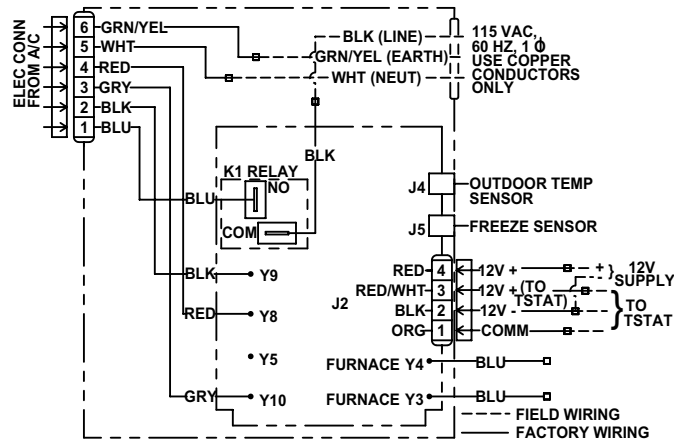 ELEC CONN
FROM A/C
6 GRN/YEL
5 WHT
4 RED
3 GRY
2 BLK
1 BLU
BLK (LINE)
GRN/YEL (EARTH)
WHT (NEUT)
115 VAC,
60 HZ, 1 ϕ
USE COPPER
CONDUCTORS
ONLY
BLK
K1 RELAY
NO
COM
BLU
J4 OUTDOOR TEMP
SENSOR
J5 FREEZE SENSOR
BLK Y9
RED Y8
Y5
GRY Y10
J2
RED 4 12V + +
RED/WHT 3 12V + (TO
TSTAT)
BLK 2 12V - -
ORG 1 COMM
} 12V
SUPPLY
} TO
TSTAT
FURNACE Y4 BLU
FURNACE Y3 BLU
FIELD WIRING
FACTORY WIRING